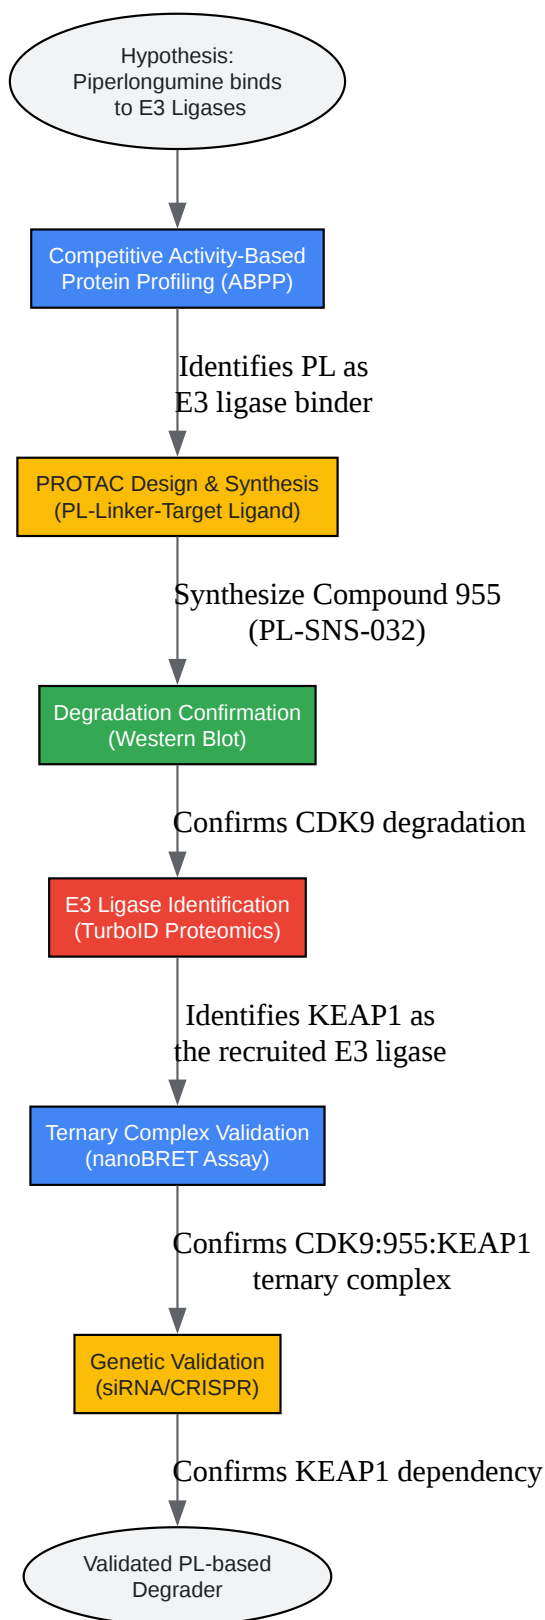 Hypothesis:
Piperlongumine binds
to E3 Ligases
Competitive Activity-Based
Protein Profiling (ABPP)
Identifies PL as
E3 ligase binder
PROTAC Design & Synthesis
(PL-Linker-Target Ligand)
Synthesize Compound 955
(PL-SNS-032)
Degradation Confirmation
(Western Blot)
Confirms CDK9 degradation
E3 Ligase Identification
(TurboID Proteomics)
Identifies KEAP1 as
the recruited E3 ligase
Ternary Complex Validation
(nanoBRET Assay)
Confirms CDK9:955:KEAP1
ternary complex
Genetic Validation
(siRNA/CRISPR)
Confirms KEAP1 dependency
Validated PL-based
Degrader